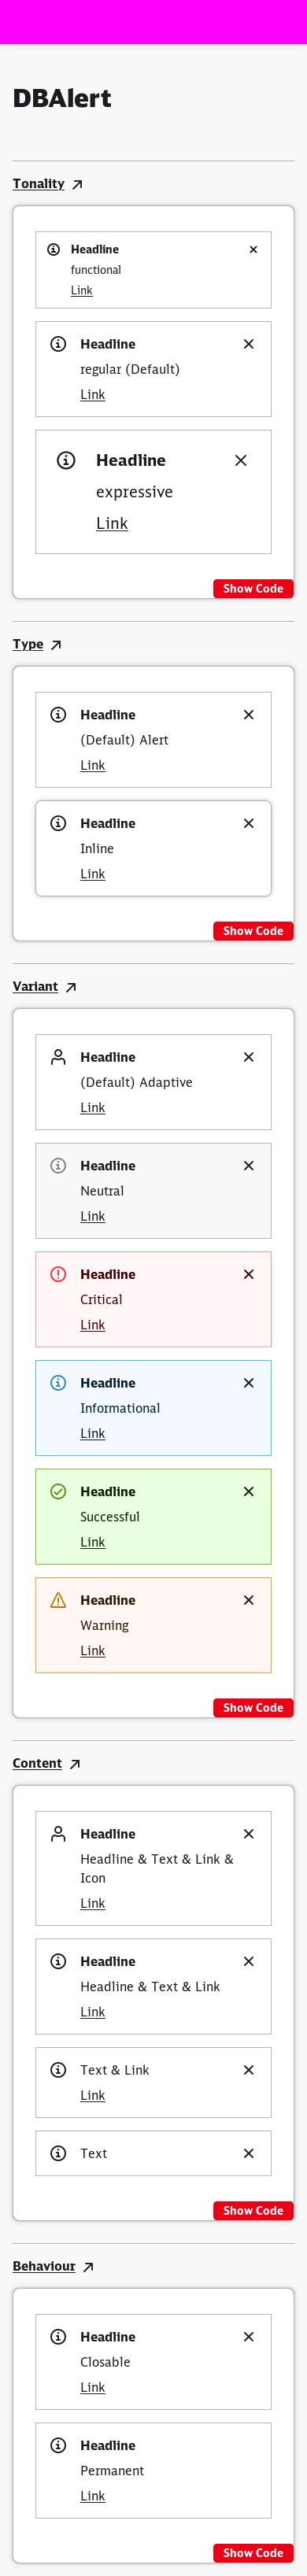 DBAlert
Tonality
Headline
functional
Link
Headline
regular (Default)
Link
Headline
expressive
Link
Show Code
Type
Headline
(Default) Alert
Link
Headline
Inline
Link
Show Code
Variant
Headline
(Default) Adaptive
Link
Headline
Neutral
Link
Headline
Critical
Link
Headline
Informational
Link
Headline
Successful
Link
Headline
Warning
Link
Show Code
Content
Headline
Headline & Text & Link &
Icon
Link
Headline
Headline & Text & Link
Link
Text & Link
Link
Text
Show Code
Behaviour
Headline
Closable
Link
Headline
Permanent
Link
Show Code